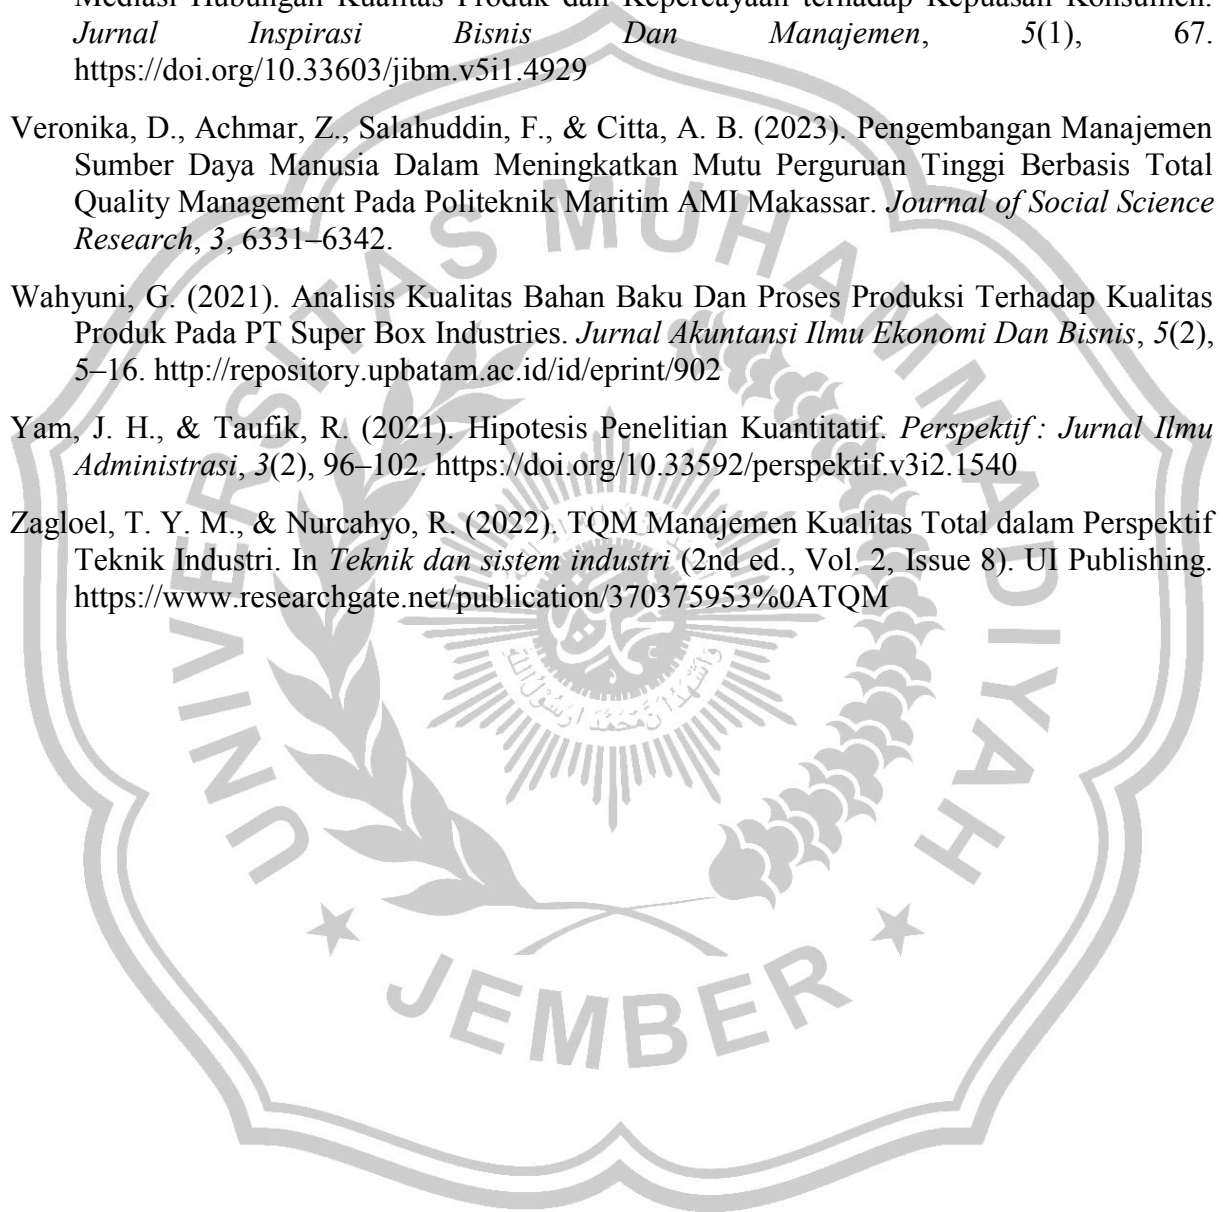 Mediasi Hubungan Kualitas Produk dan Kepercayaan terhadap Kepuasan Konsumen.
Jurnal Inspirasi Bisnis Dan Manajemen, 5(1), 67.
https://doi.org/10.33603/jibm.v5i1.4929
Veronika, D., Achmar, Z., Salahuddin, F., & Citta, A. B. (2023). Pengembangan Manajemen
Sumber Daya Manusia Dalam Meningkatkan Mutu Perguruan Tinggi Berbasis Total
Quality Management Pada Politeknik Maritim AMI Makassar. Journal of Social Science
Research, 3, 6331–6342.
Wahyuni, G. (2021). Analisis Kualitas Bahan Baku Dan Proses Produksi Terhadap Kualitas
Produk Pada PT Super Box Industries. Jurnal Akuntansi Ilmu Ekonomi Dan Bisnis, 5(2),
5–16. http://repository.upbatam.ac.id/id/eprint/902
Yam, J. H., & Taufik, R. (2021). Hipotesis Penelitian Kuantitatif. Perspektif : Jurnal Ilmu
Administrasi, 3(2), 96–102. https://doi.org/10.33592/perspektif.v3i2.1540
Zagloel, T. Y. M., & Nurcahyo, R. (2022). TQM Manajemen Kualitas Total dalam Perspektif
Teknik Industri. In Teknik dan sistem industri (2nd ed., Vol. 2, Issue 8). UI Publishing.
https://www.researchgate.net/publication/370375953%0ATQM
UNIVERSITAS MUHAMMADIYAH
JEMBER